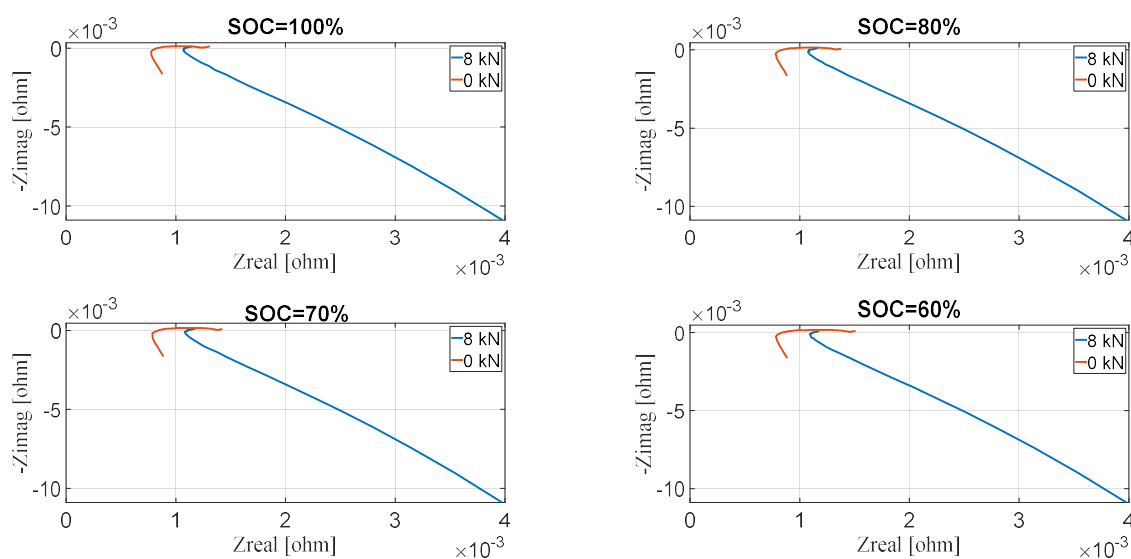 SOC=100%
×10⁻³
0
-5
-10
-Zimag [ohm]
8 kN
0 kN
0 1 2 3 4
Zreal [ohm]
×10⁻³
SOC=80%
×10⁻³
0
-5
-10
-Zimag [ohm]
8 kN
0 kN
0 1 2 3 4
Zreal [ohm]
×10⁻³
SOC=70%
×10⁻³
0
-5
-10
-Zimag [ohm]
8 kN
0 kN
0 1 2 3 4
Zreal [ohm]
×10⁻³
SOC=60%
×10⁻³
0
-5
-10
-Zimag [ohm]
8 kN
0 kN
0 1 2 3 4
Zreal [ohm]
×10⁻³